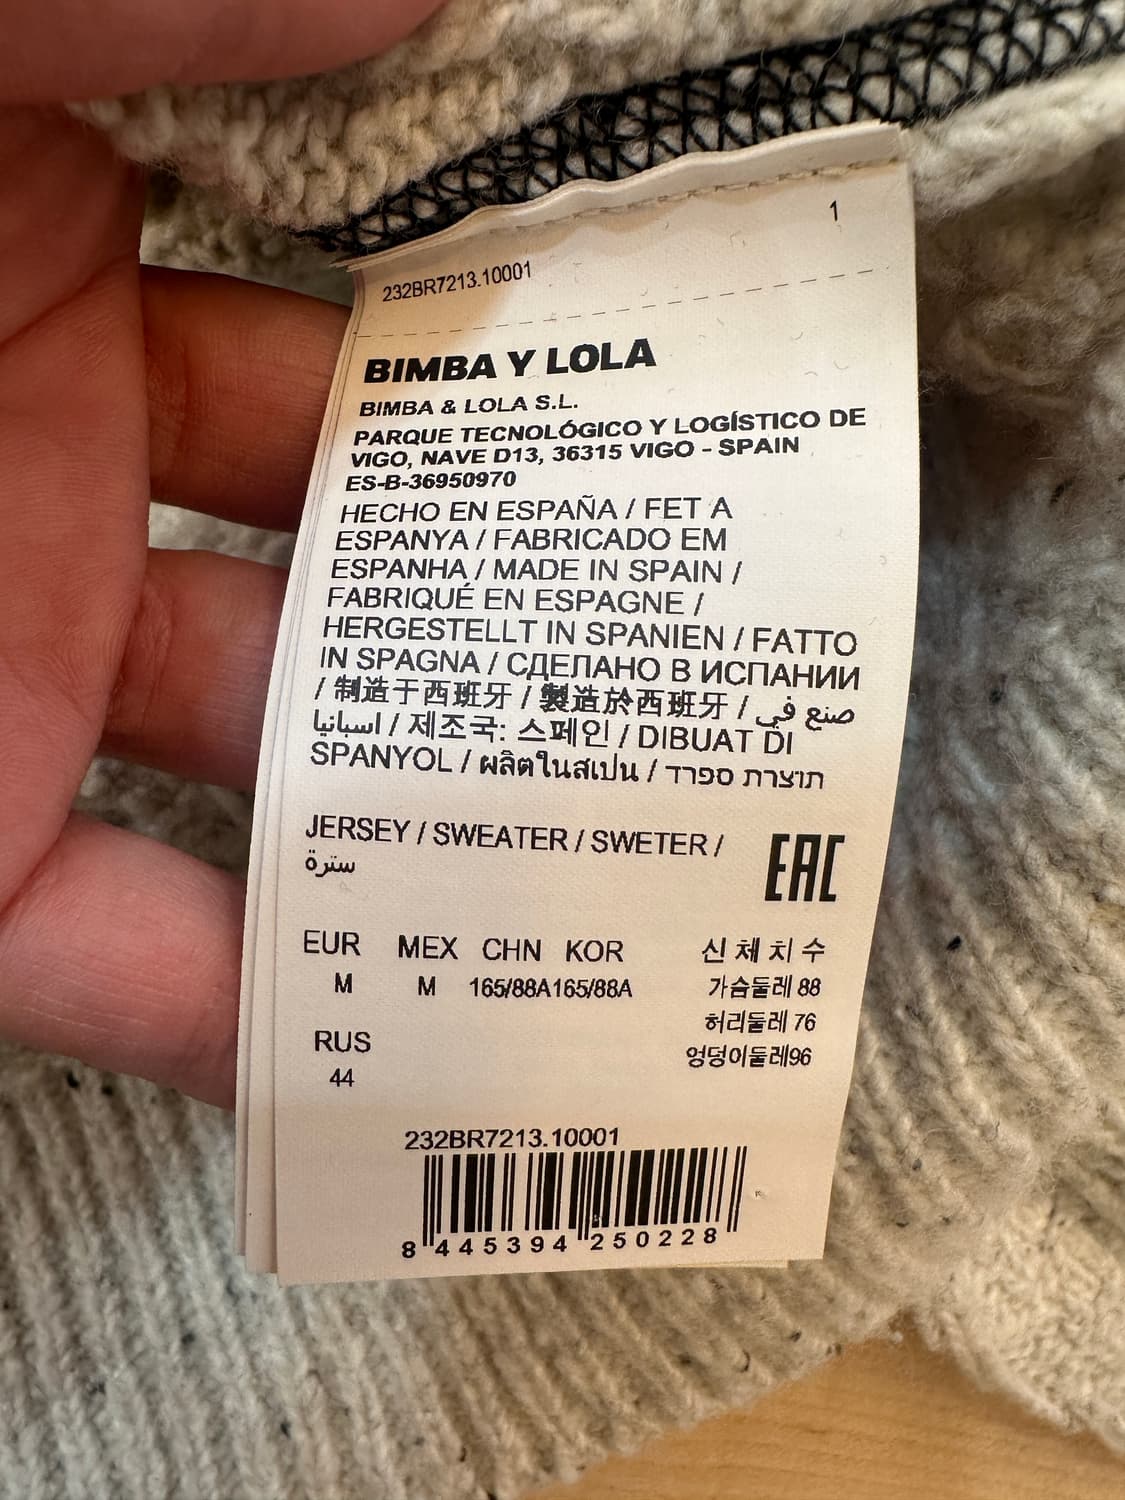 1
232BR7213.10001
BIMBA Y LOLA
BIMBA & LOLA S.L.
PARQUE TECNOLÓGICO Y LOGÍSTICO DE
VIGO, NAVE D13, 36315 VIGO - SPAIN
ES-B-36950970
HECHO EN ESPAÑA / FET A
ESPANYA / FABRICADO EM
ESPANHA / MADE IN SPAIN /
FABRIQUÉ EN ESPAGNE /
HERGESTELLT IN SPANIEN / FATTO
IN SPAGNA / СДЕЛАНО В ИСПАНИИ
/ 制造于西班牙 / 製造於西班牙 / صنع في
اسبانيا / 제조국: 스페인 / DIBUAT DI
SPANYOL / ผลิตในสเปน / תוצרת ספרד
JERSEY / SWEATER / SWETER /
سترة
EAC
EUR MEX CHN KOR 신체치수
M M 165/88A 165/88A 가슴둘레 88
허리둘레 76
RUS
엉덩이둘레96
44
232BR7213.10001
8 445394 250228